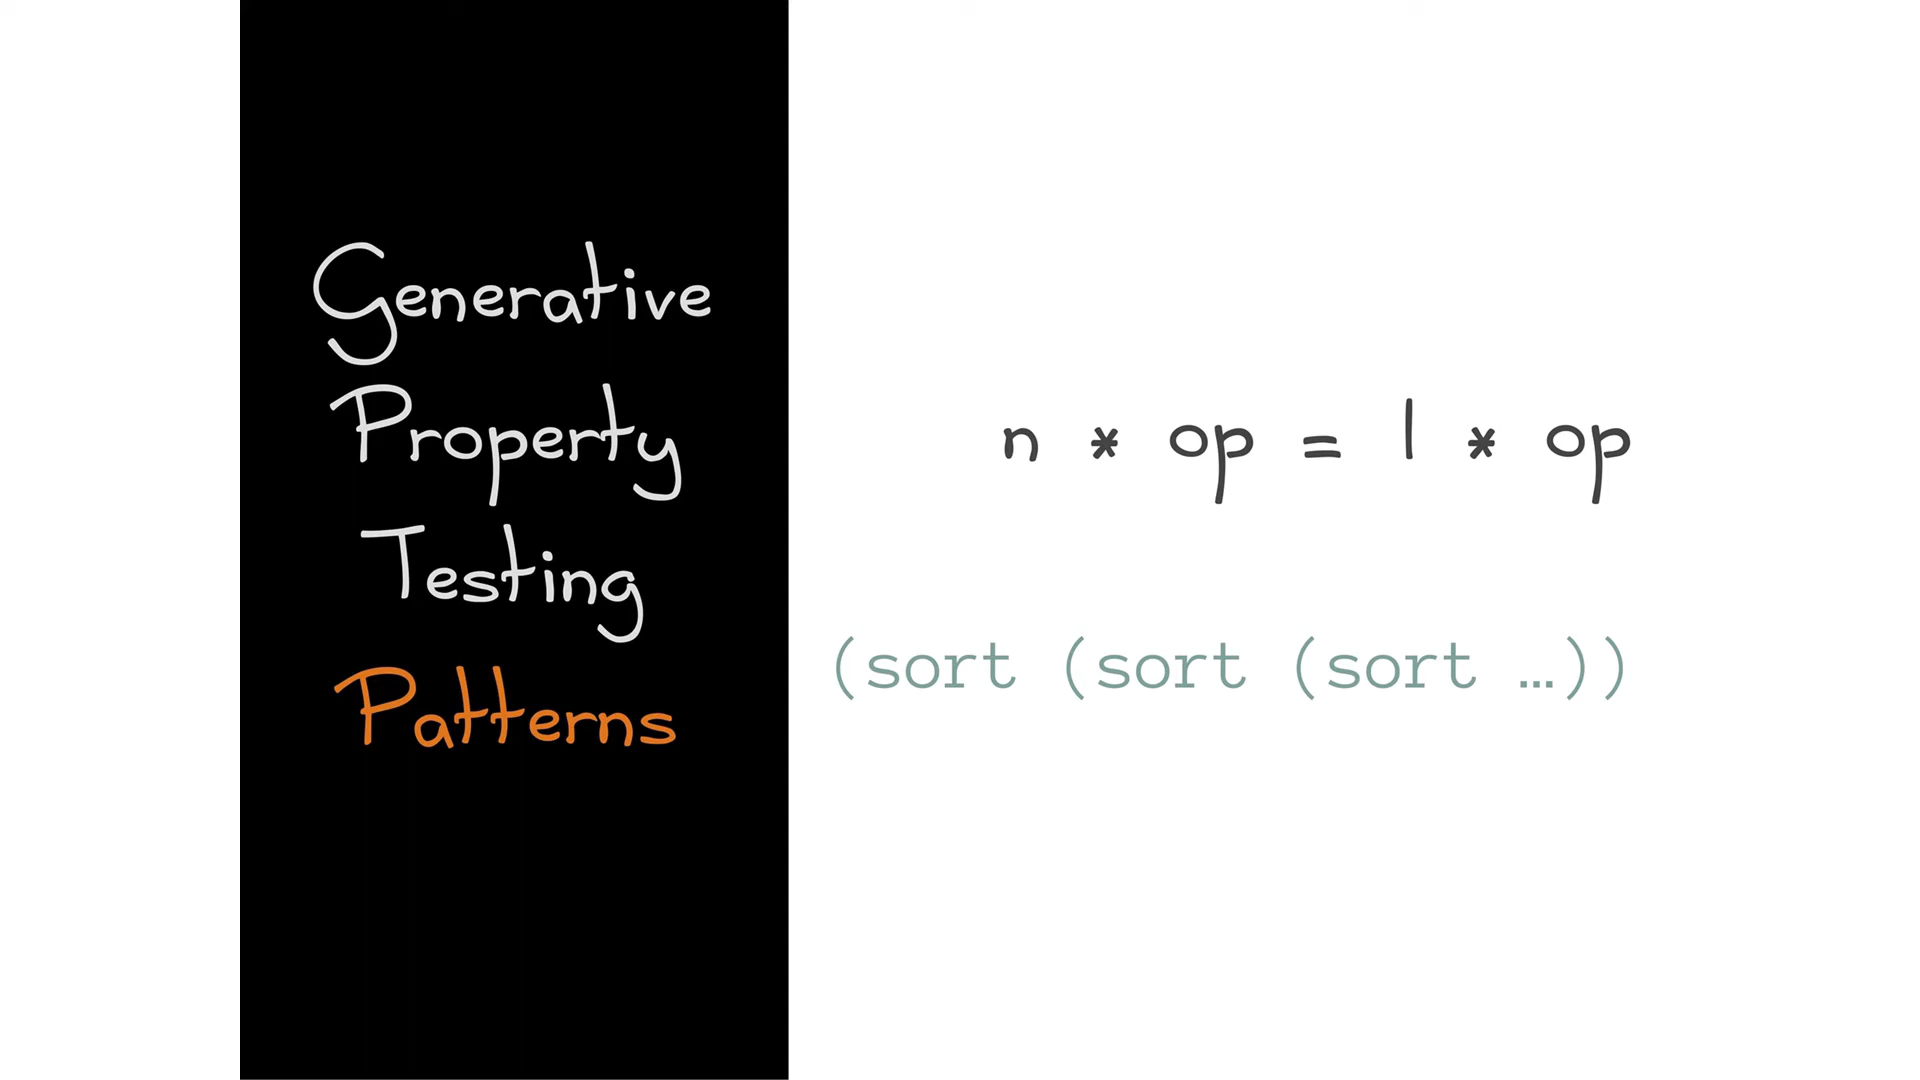 Generative
Property
Testing
Patterns
n * op = 1 * op
(sort (sort (sort …))